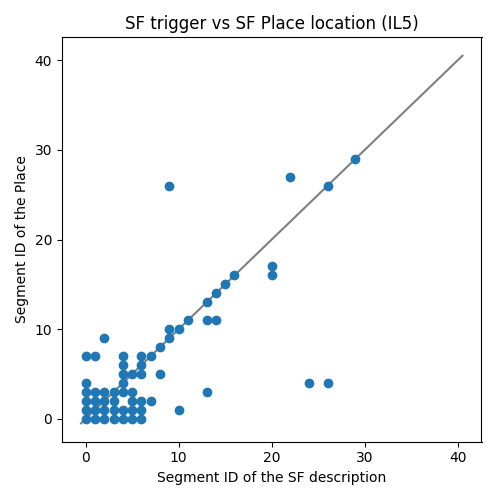 SF trigger vs SF Place location (IL5)
Segment ID of the Place
40
30
20
10
0
0 10 20 30 40
Segment ID of the SF description